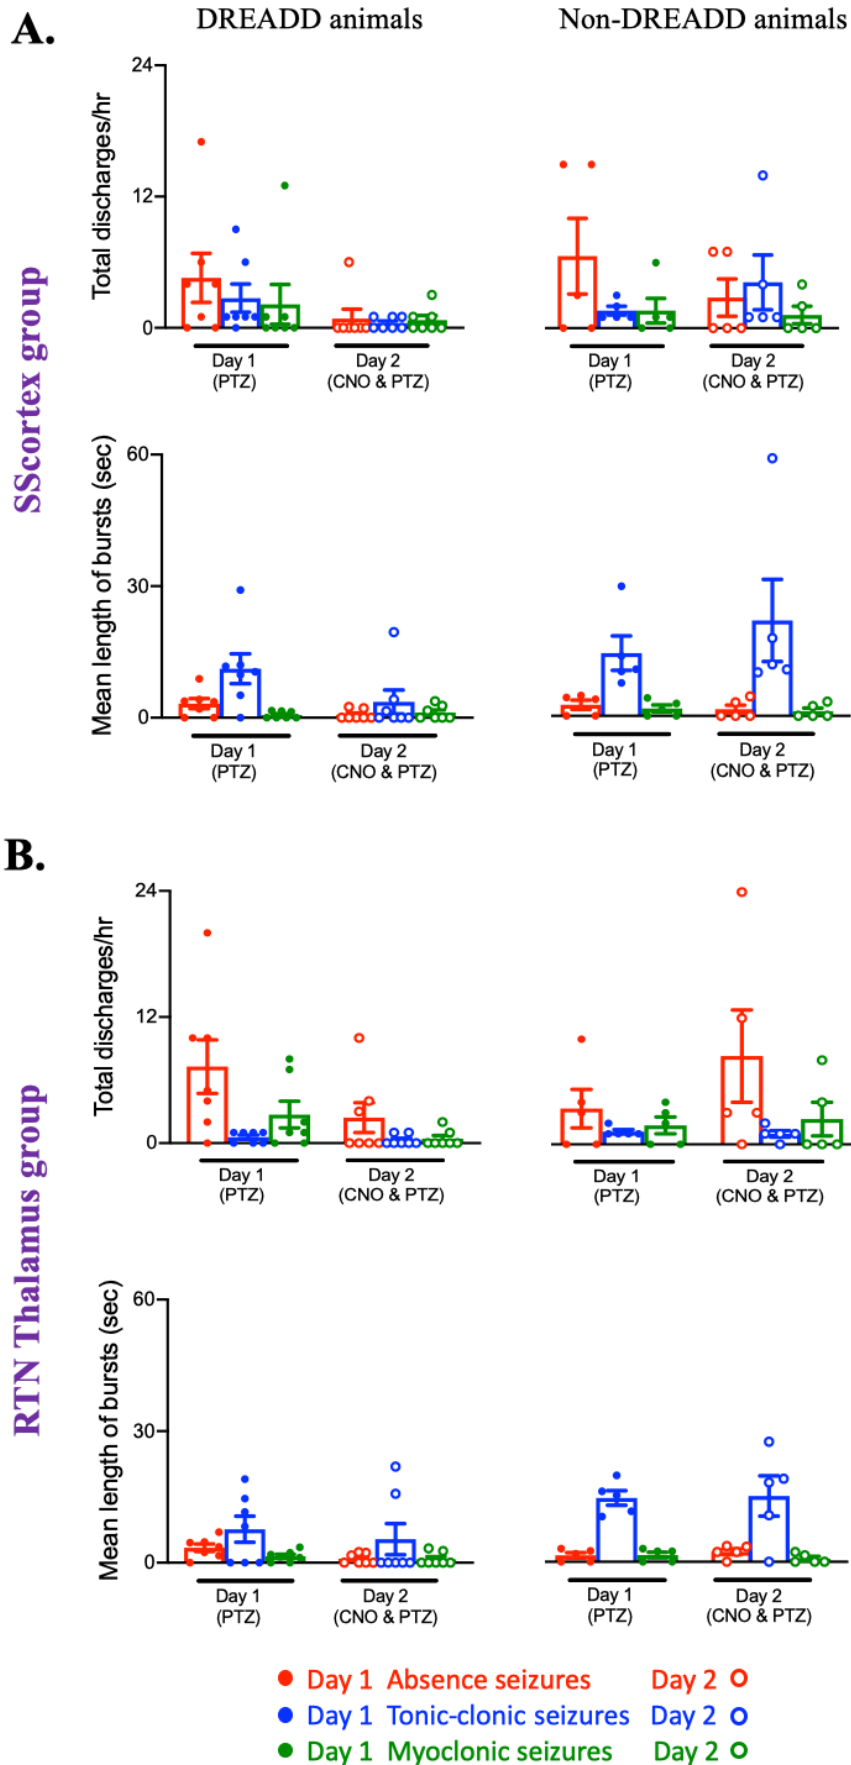 A.
DREADD animals
Non-DREADD animals
SScortex group
Total discharges/hr
24
12
0
Day 1
(PTZ)
Day 2
(CNO & PTZ)
Day 1
(PTZ)
Day 2
(CNO & PTZ)
Mean length of bursts (sec)
60
30
0
Day 1
(PTZ)
Day 2
(CNO & PTZ)
Day 1
(PTZ)
Day 2
(CNO & PTZ)
B.
RTN Thalamus group
Total discharges/hr
24
12
0
Day 1
(PTZ)
Day 2
(CNO & PTZ)
Day 1
(PTZ)
Day 2
(CNO & PTZ)
Mean length of bursts (sec)
60
30
0
Day 1
(PTZ)
Day 2
(CNO & PTZ)
Day 1
(PTZ)
Day 2
(CNO & PTZ)
Day 1 Absence seizures Day 2
Day 1 Tonic-clonic seizures Day 2
Day 1 Myoclonic seizures Day 2